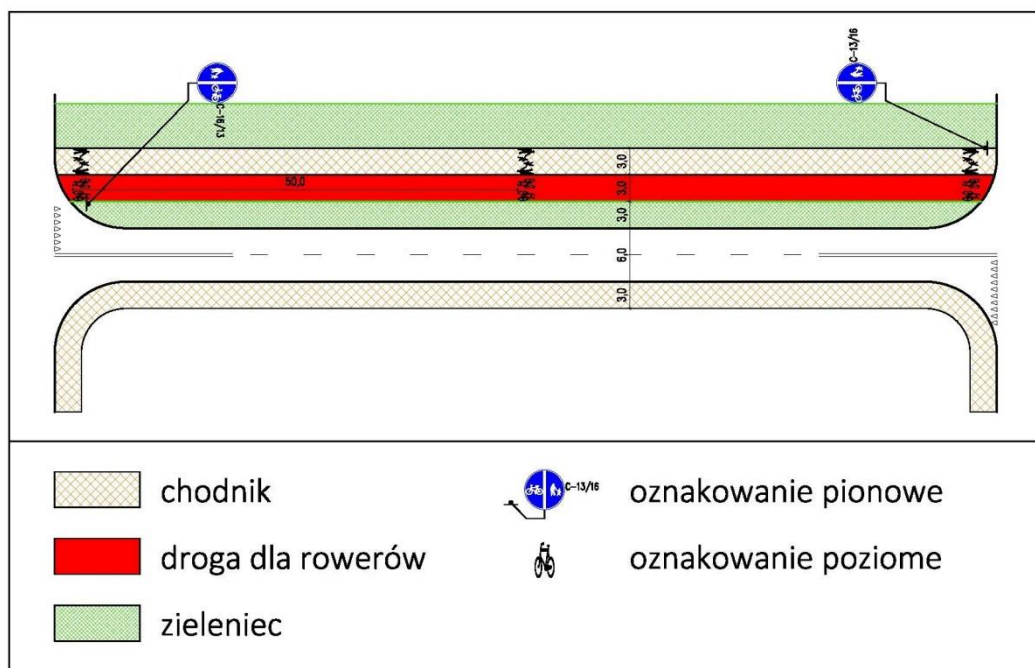 C-16/13
C-13/16
50,0
3,0
3,0
3,0
6,0
3,0
chodnik
droga dla rowerów
zieleniec
C-13/16
oznakowanie pionowe
oznakowanie poziome